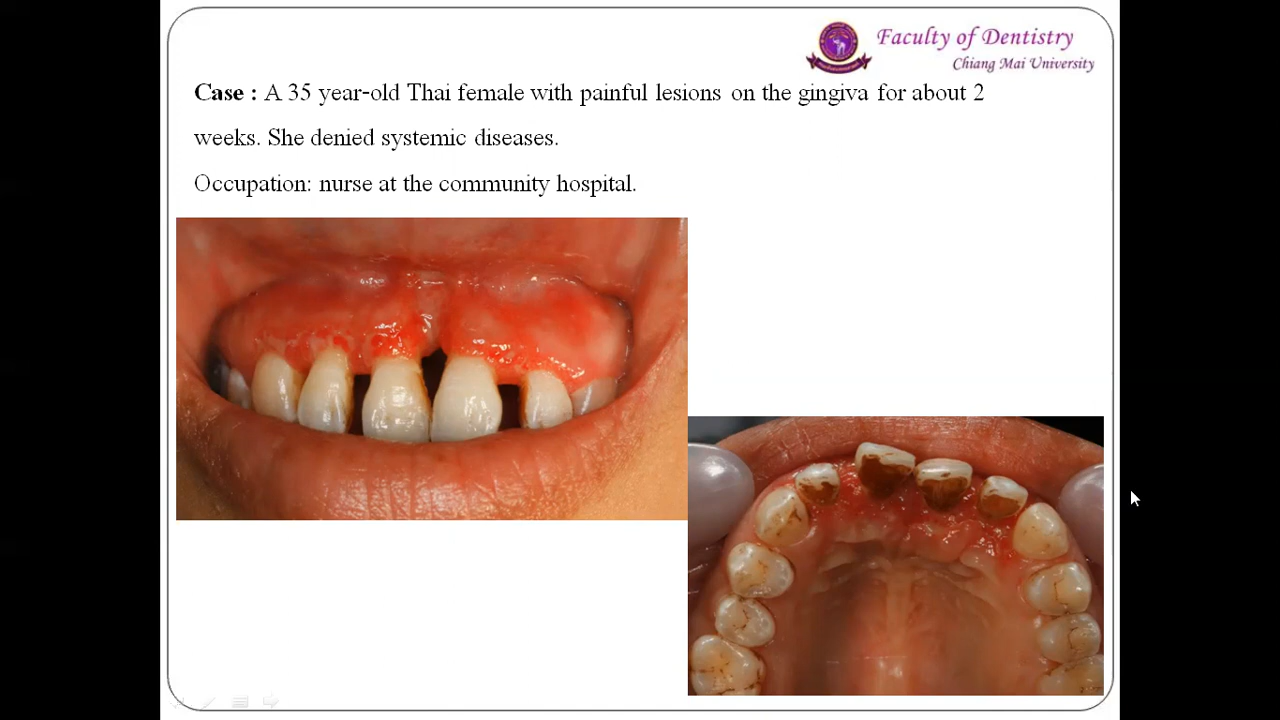 Faculty of Dentistry
Chiang Mai University
Case : A 35 year-old Thai female with painful lesions on the gingiva for about 2
weeks. She denied systemic diseases.
Occupation: nurse at the community hospital.